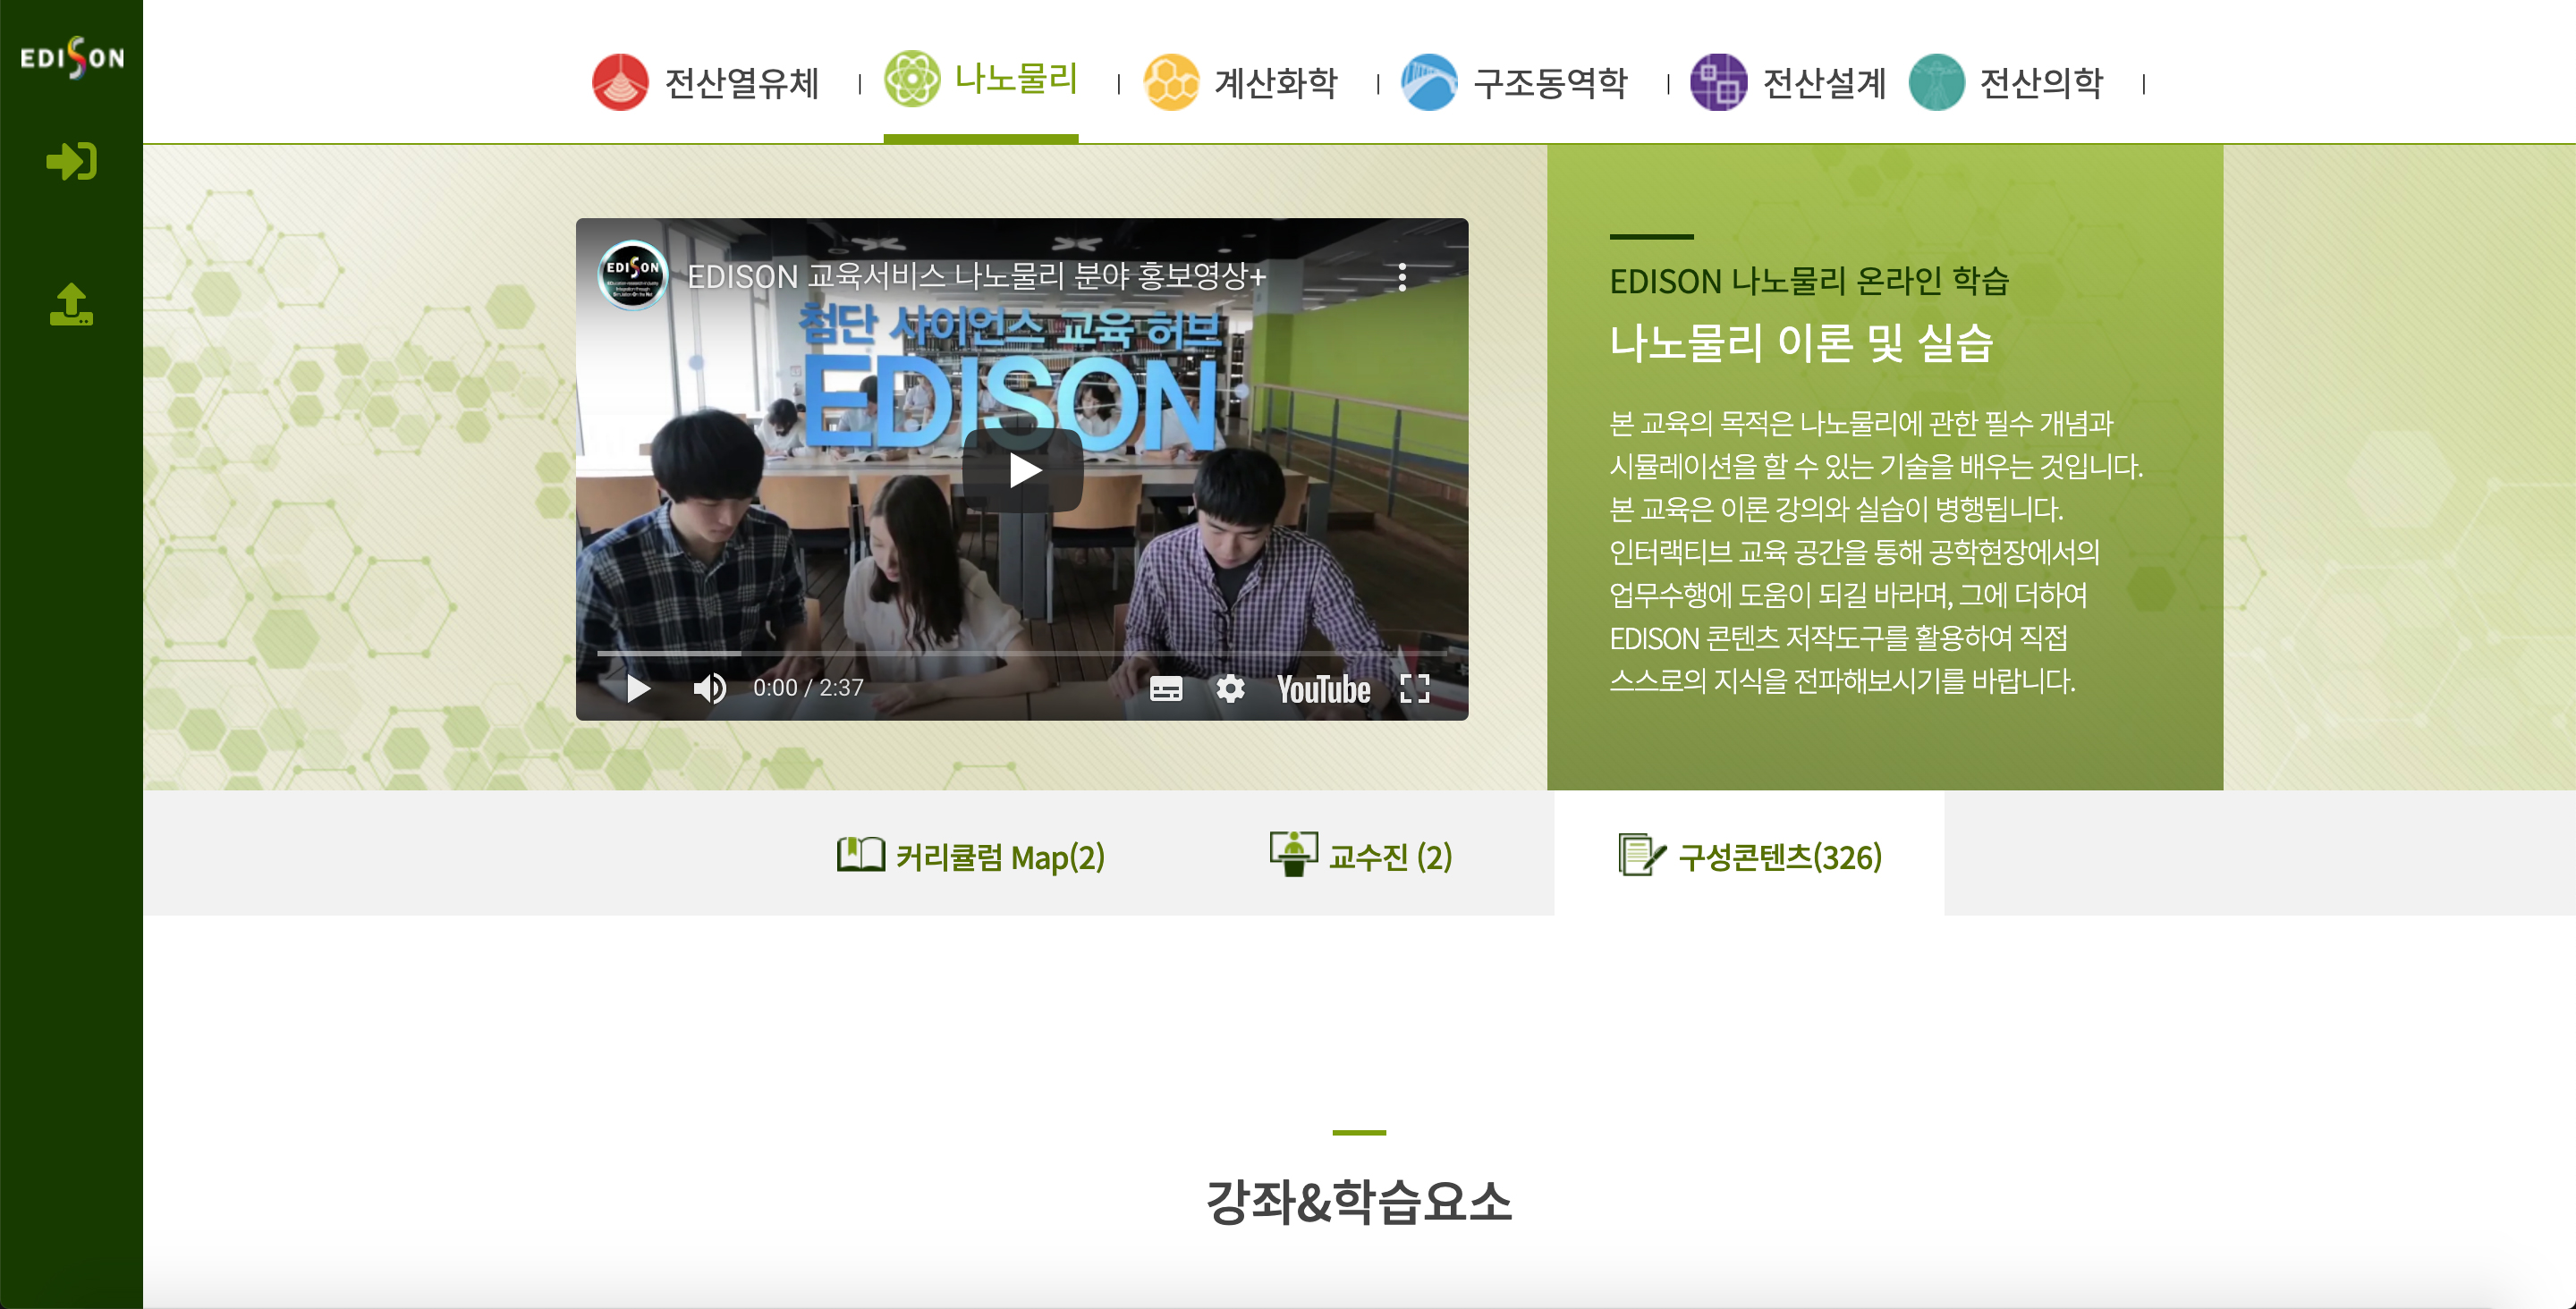 EDISON
전산열유체
나노물리
계산화학
구조동역학
전산설계
전산의학
EDISON
EDISON 교육서비스 나노물리 분야 홍보영상+
첨단 사이언스 교육 허브
EDISON
0:00 / 2:37
YouTube
EDISON 나노물리 온라인 학습
나노물리 이론 및 실습
본 교육의 목적은 나노물리에 관한 필수 개념과
시뮬레이션을 할 수 있는 기술을 배우는 것입니다.
본 교육은 이론 강의와 실습이 병행됩니다.
인터랙티브 교육 공간을 통해 공학현장에서의
업무수행에 도움이 되길 바라며, 그에 더하여
EDISON 콘텐츠 저작도구를 활용하여 직접
스스로의 지식을 전파해보시기를 바랍니다.
커리큘럼 Map(2)
교수진 (2)
구성콘텐츠(326)
강좌&학습요소